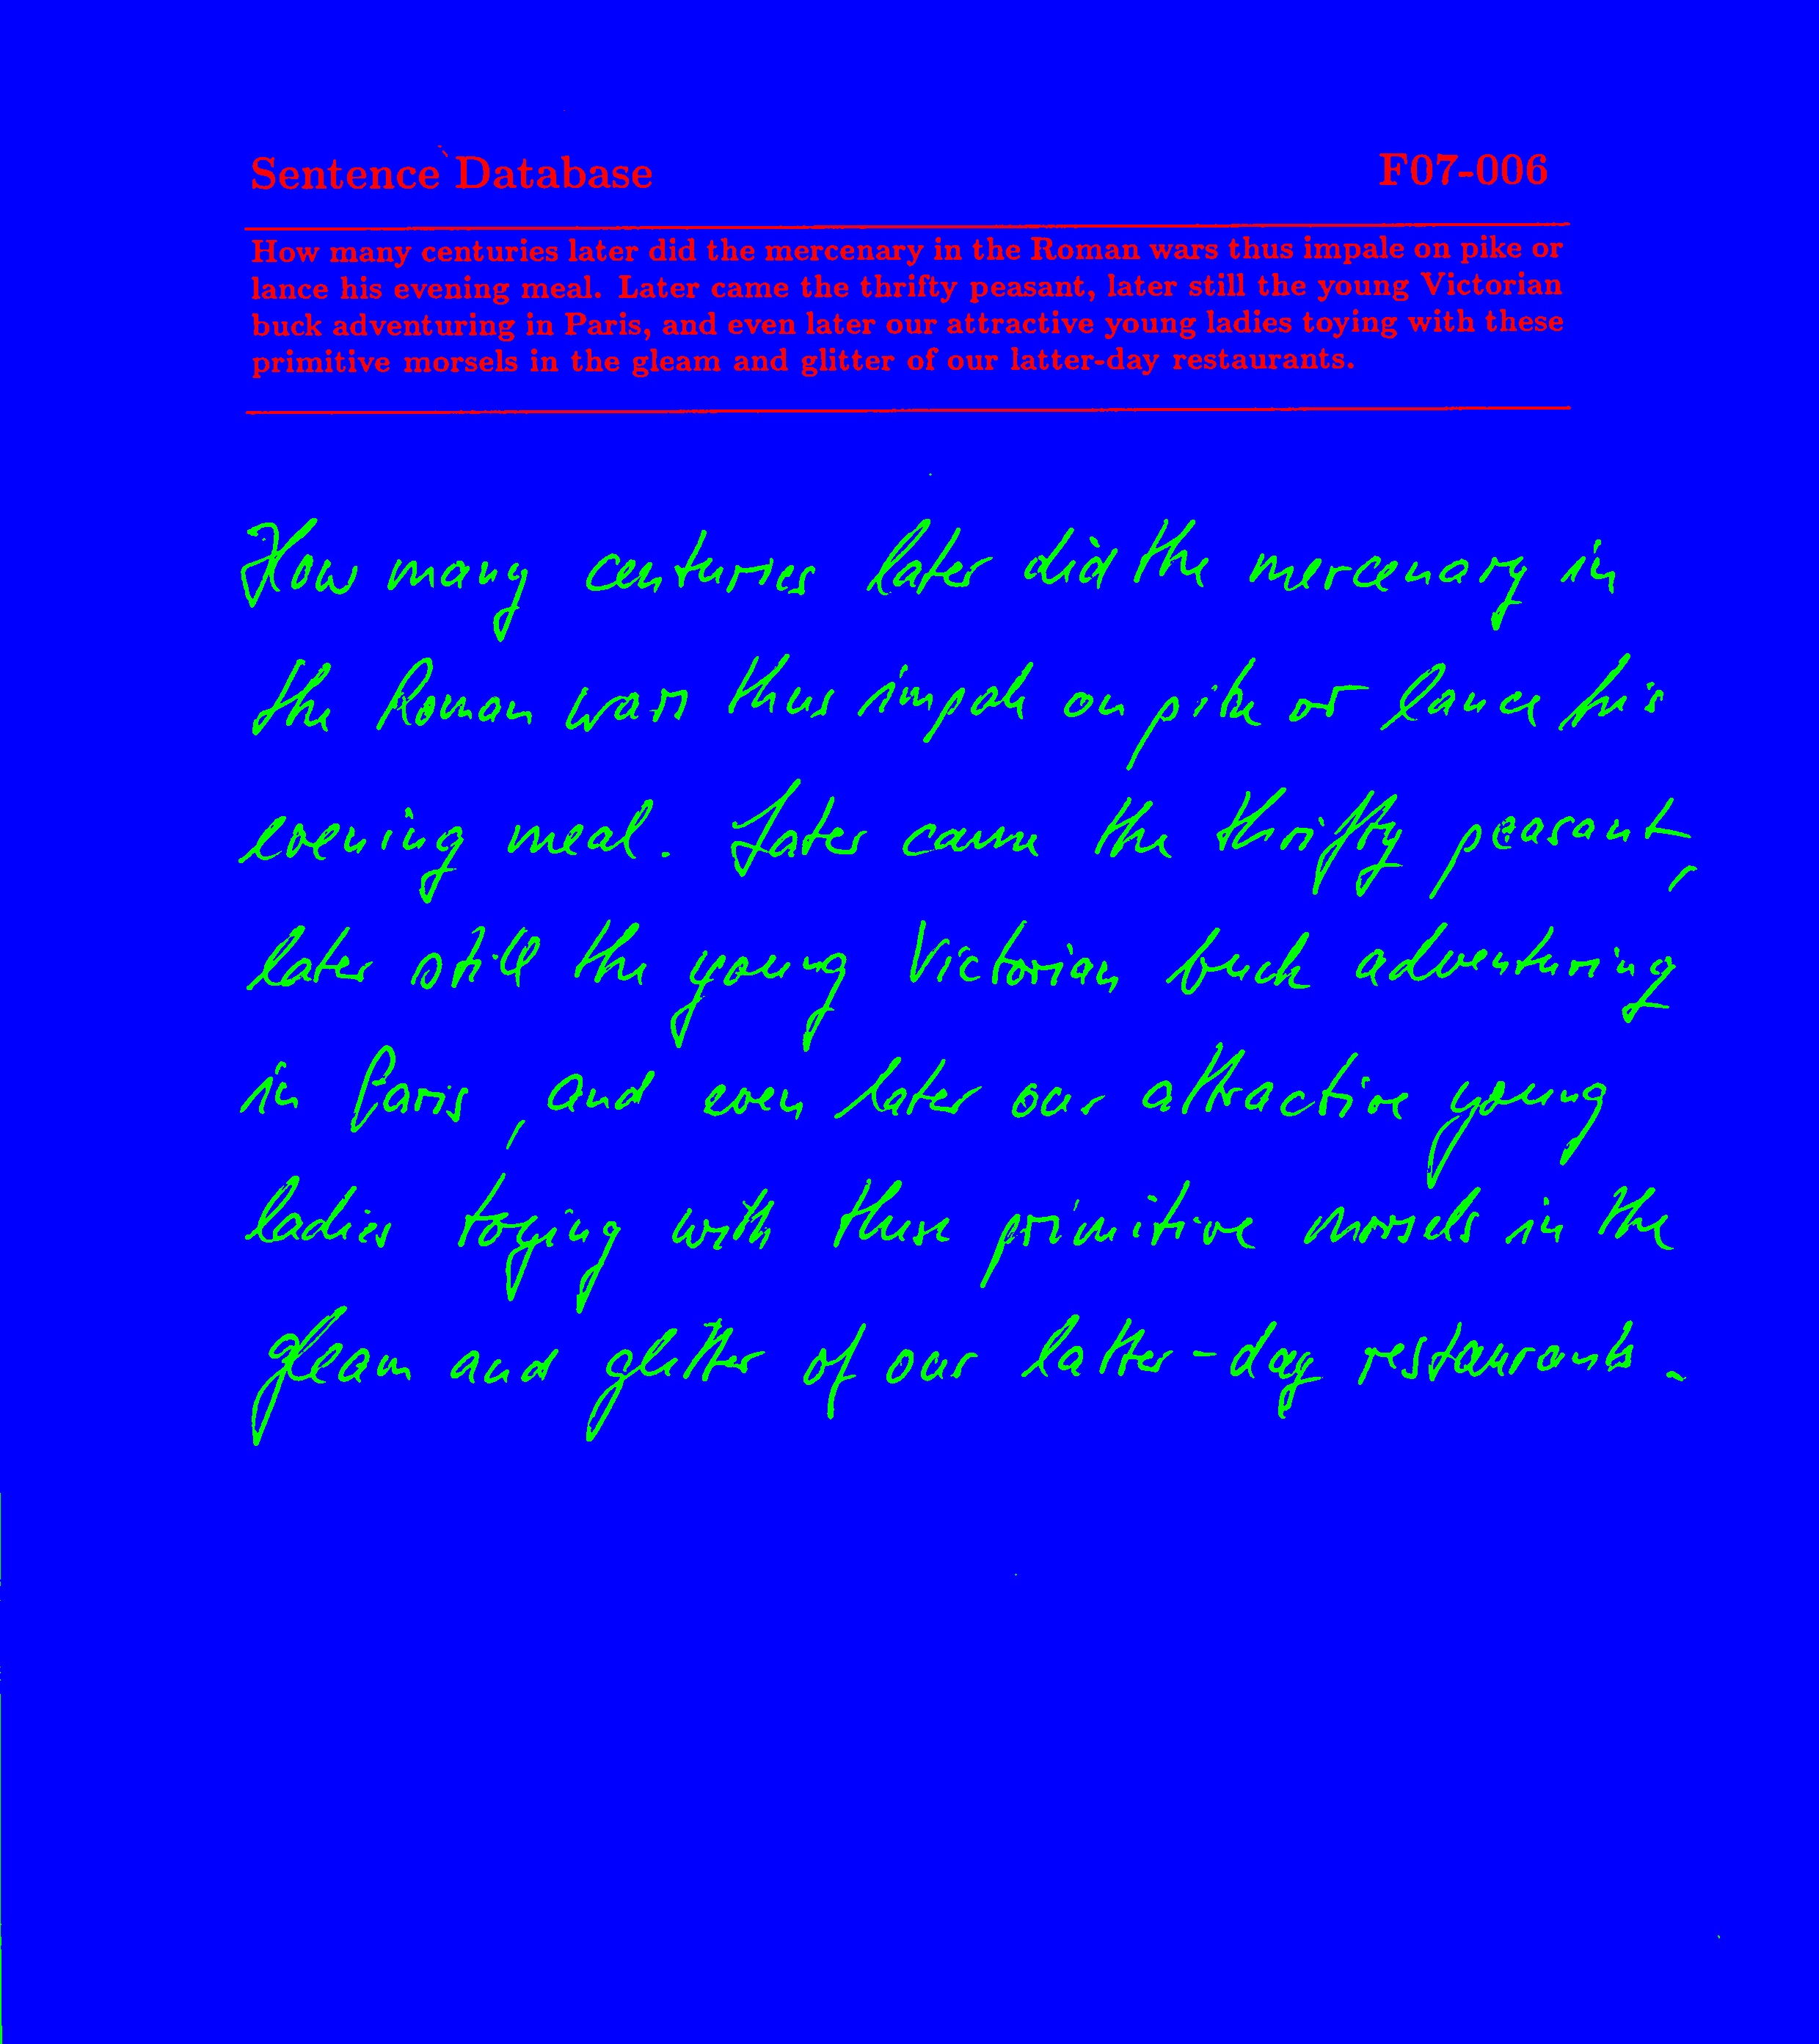 Sentence Database F07-006
How many centuries later did the mercenary in the Roman wars thus impale on pike or
lance his evening meal. Later came the thrifty peasant, later still the young Victorian
buck adventuring in Paris, and even later our attractive young ladies toying with these
primitive morsels in the gleam and glitter of our latter-day restaurants.
How many centuries later did the mercenary in
the Roman wars thus impale on pike or lance his
evening meal. Later came the thrifty peasant,
later still the young Victorian buck adventuring
in Paris, and even later our attractive young
ladies toying with these primitive morsels in the
gleam and glitter of our latter-day restaurants.